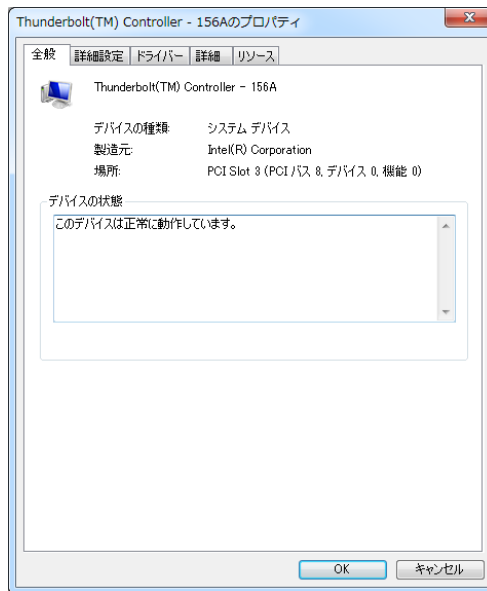 Thunderbolt(TM) Controller - 156Aのプロパティ
全般 詳細設定 ドライバー 詳細 リソース
Thunderbolt(TM) Controller - 156A
デバイスの種類: システム デバイス
製造元: Intel(R) Corporation
場所: PCI Slot 3 (PCI バス 8, デバイス 0, 機能 0)
デバイスの状態
このデバイスは正常に動作しています。
OK キャンセル